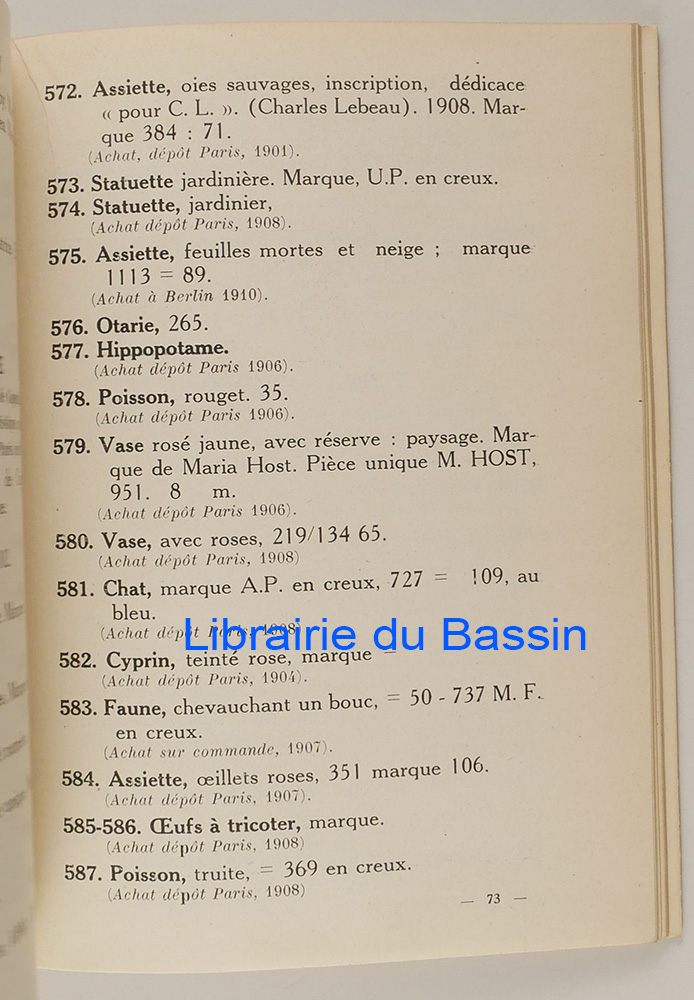 572. Assiette, oies sauvages, inscription, dédicace
« pour C. L. ». (Charles Lebeau). 1908. Mar-
que 384 : 71.
(Achat, dépôt Paris, 1901).
573. Statuette jardinière. Marque, U.P. en creux.
574. Statuette, jardinier,
(Achat dépôt Paris, 1908).
575. Assiette, feuilles mortes et neige ; marque
1113 = 89.
(Achat à Berlin 1910).
576. Otarie, 265.
577. Hippopotame.
(Achat dépôt Paris 1906).
578. Poisson, rouget. 35.
(Achat dépôt Paris 1906).
579. Vase rosé jaune, avec réserve : paysage. Mar-
que de Maria Host. Pièce unique M. HOST,
951. 8 m.
(Achat dépôt Paris 1906).
580. Vase, avec roses, 219/134 65.
(Achat dépôt Paris, 1908)
581. Chat, marque A.P. en creux, 727 = 109, au
bleu.
(Achat dépôt Paris, 1908)
Librairie du Bassin
582. Cyprin, teinté rose, marque =
(Achat dépôt Paris, 1904).
583. Faune, chevauchant un bouc, = 50 - 737 M. F.
en creux.
(Achat sur commande, 1907).
584. Assiette, œillets roses, 351 marque 106.
(Achat dépôt Paris, 1907).
585-586. Œufs à tricoter, marque.
(Achat dépôt Paris, 1908)
587. Poisson, truite, = 369 en creux.
(Achat dépôt Paris, 1908)
— 73 —